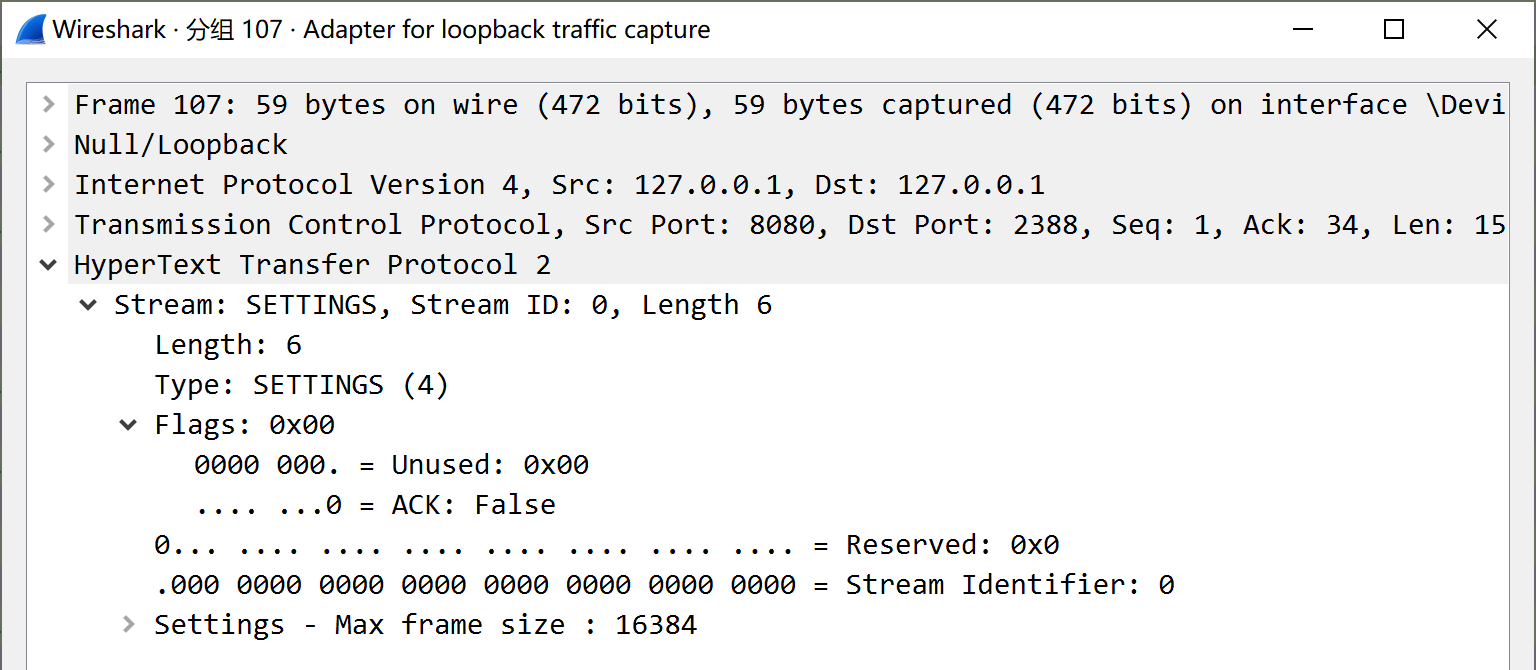 Wireshark · 分组 107 · Adapter for loopback traffic capture
Frame 107: 59 bytes on wire (472 bits), 59 bytes captured (472 bits) on interface \Devi
Null/Loopback
Internet Protocol Version 4, Src: 127.0.0.1, Dst: 127.0.0.1
Transmission Control Protocol, Src Port: 8080, Dst Port: 2388, Seq: 1, Ack: 34, Len: 15
HyperText Transfer Protocol 2
Stream: SETTINGS, Stream ID: 0, Length 6
Length: 6
Type: SETTINGS (4)
Flags: 0x00
0000 000. = Unused: 0x00
.... ...0 = ACK: False
0... .... .... .... .... .... .... .... = Reserved: 0x0
.000 0000 0000 0000 0000 0000 0000 0000 = Stream Identifier: 0
Settings - Max frame size : 16384